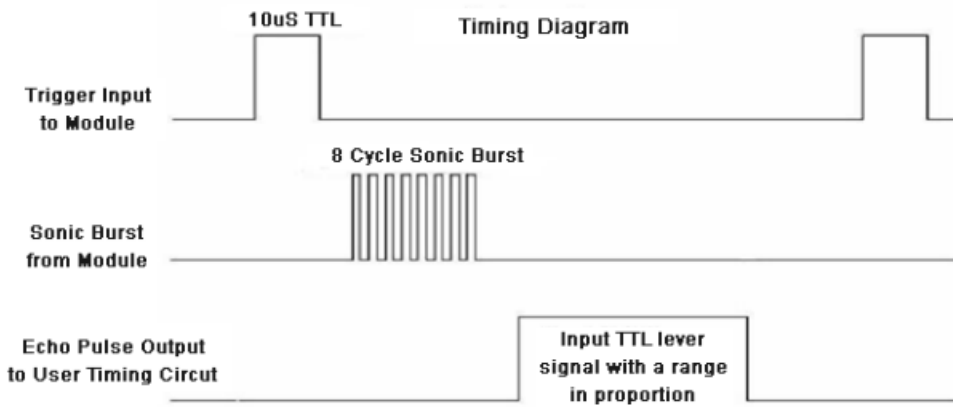 10uS TTL
Timing Diagram
Trigger Input
to Module
8 Cycle Sonic Burst
Sonic Burst
from Module
Echo Pulse Output
to User Timing Circut
Input TTL lever
signal with a range
in proportion